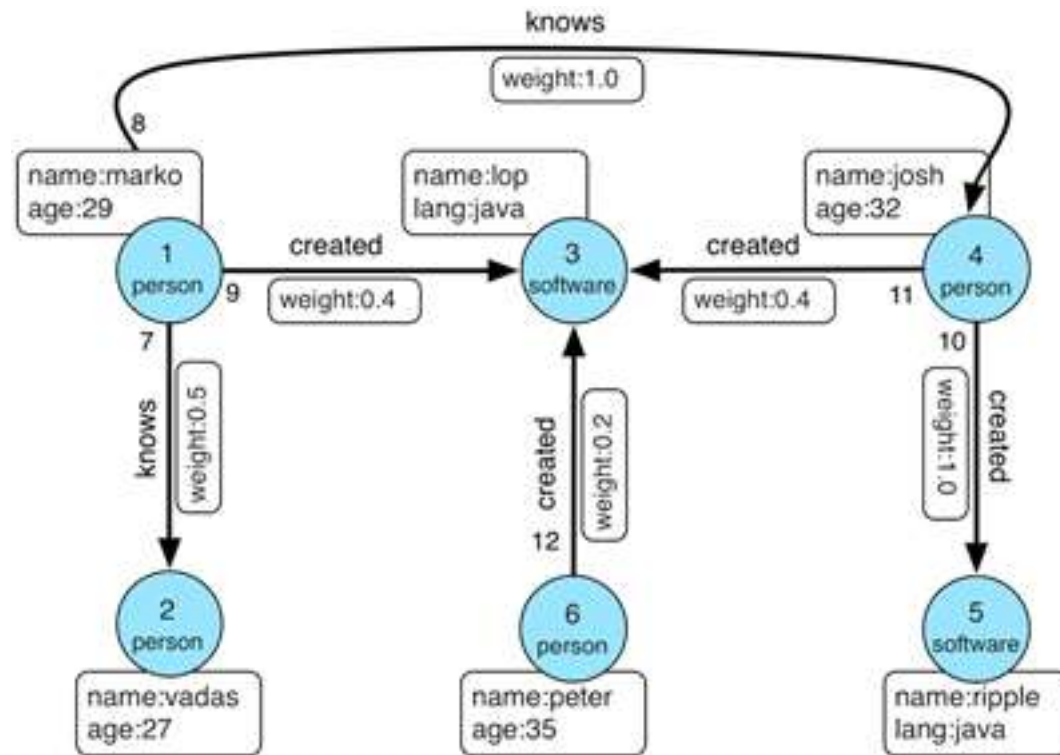 knows
weight:1.0
8
name:marko
age:29
name:lop
lang:java
name:josh
age:32
1
person
created
9
weight:0.4
3
software
created
weight:0.4
11
4
person
7
knows
weight:0.5
created
weight:0.2
12
10
weight:1.0
created
2
person
name:vadas
age:27
6
person
name:peter
age:35
5
software
name:ripple
lang:java